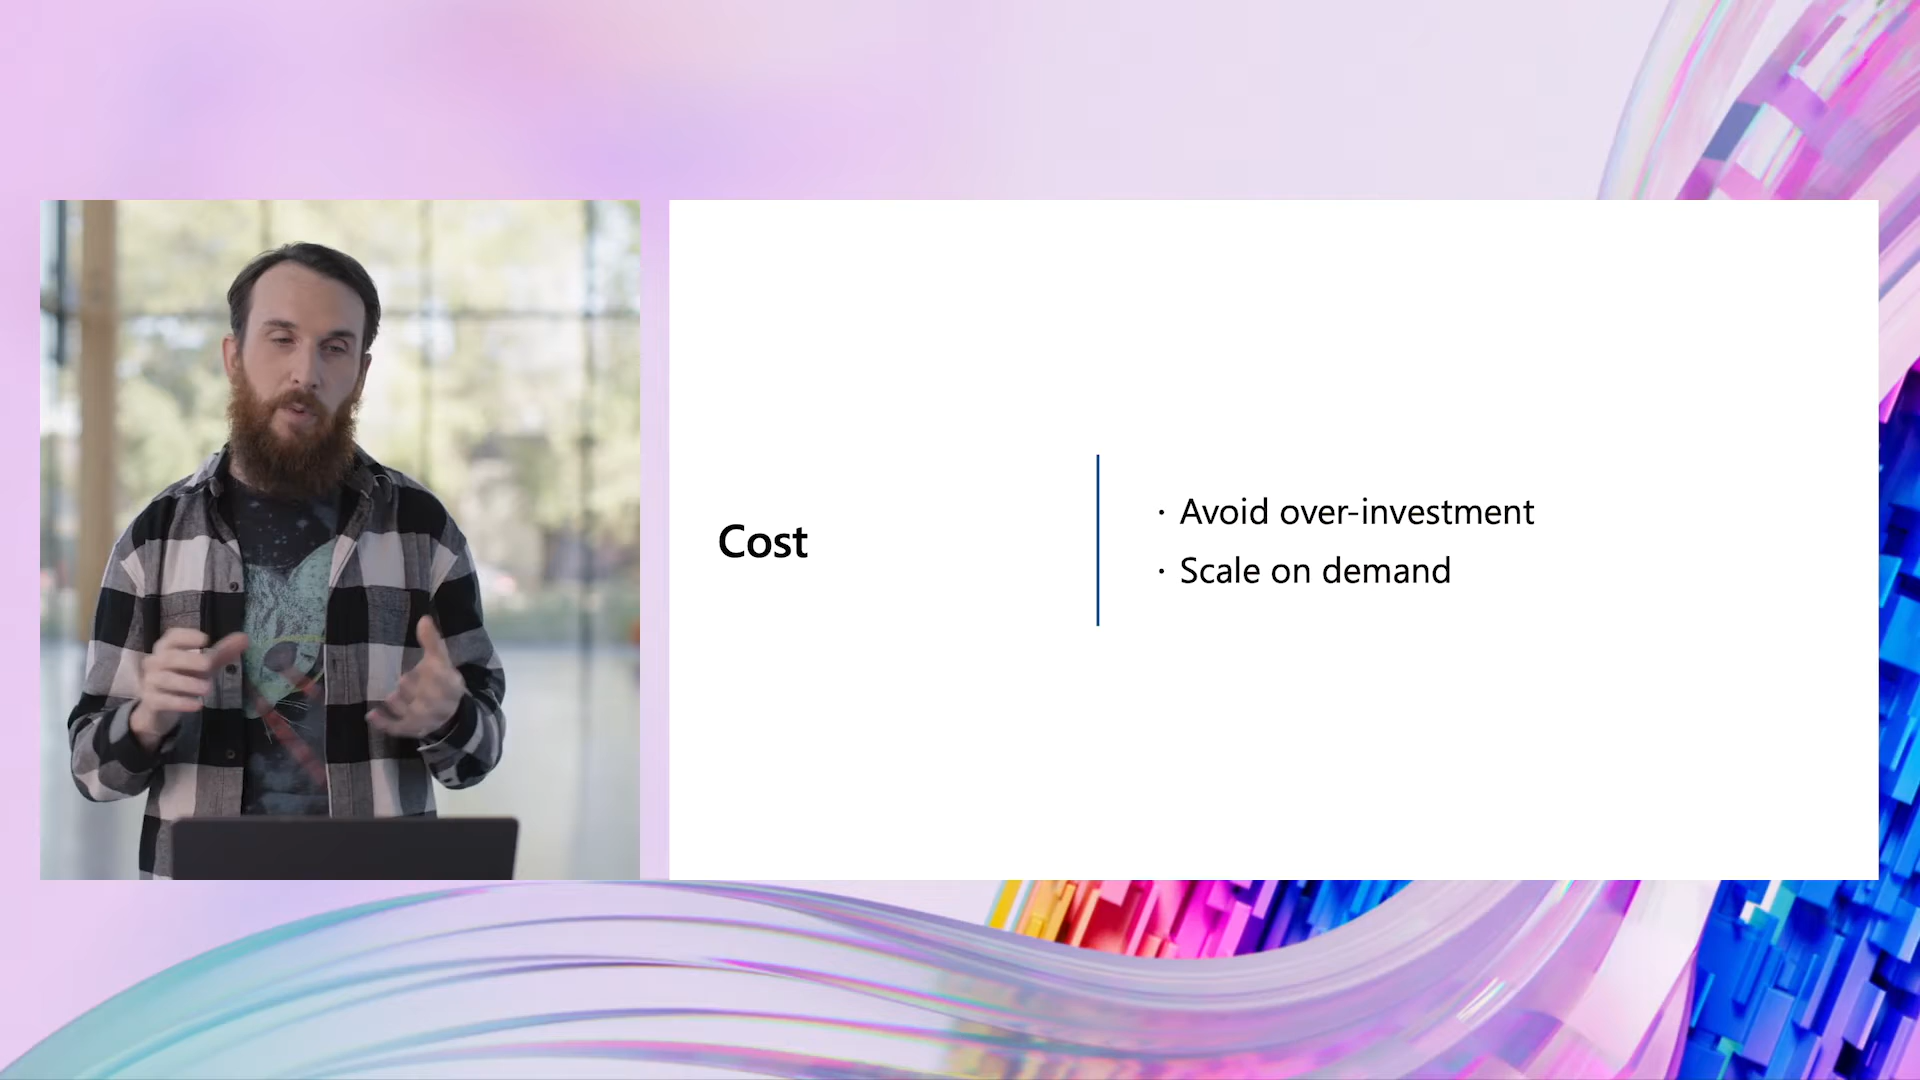 Cost
· Avoid over-investment
· Scale on demand